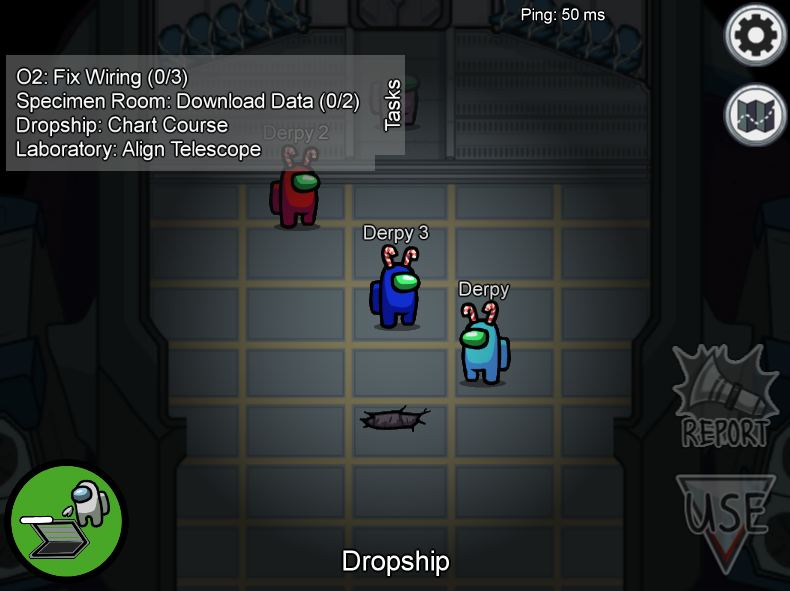 Ping: 50 ms
O2: Fix Wiring (0/3)
Specimen Room: Download Data (0/2)
Dropship: Chart Course
Laboratory: Align Telescope
Tasks
Derpy 2
Derpy 3
Derpy
REPORT
USE
Dropship